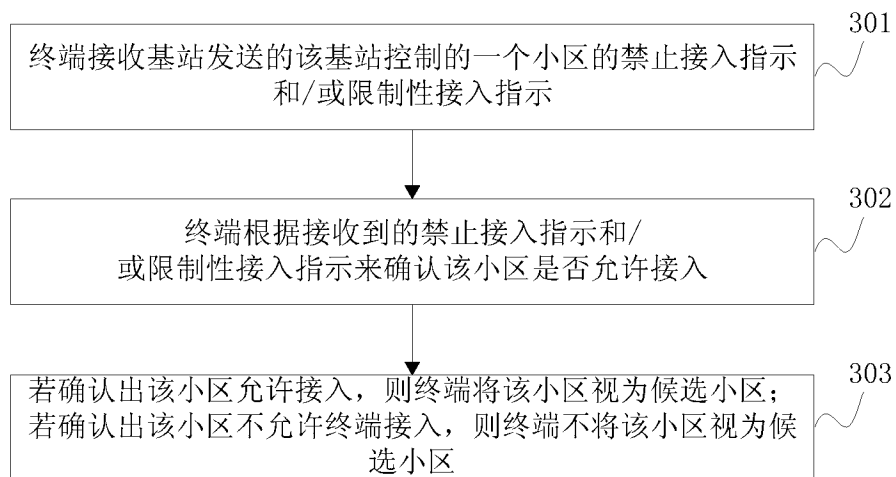 301
终端接收基站发送的该基站控制的一个小区的禁止接入指示
和/或限制性接入指示
302
终端根据接收到的禁止接入指示和/
或限制性接入指示来确认该小区是否允许接入
303
若确认出该小区允许接入，则终端将该小区视为候选小区；
若确认出该小区不允许终端接入，则终端不将该小区视为候
选小区